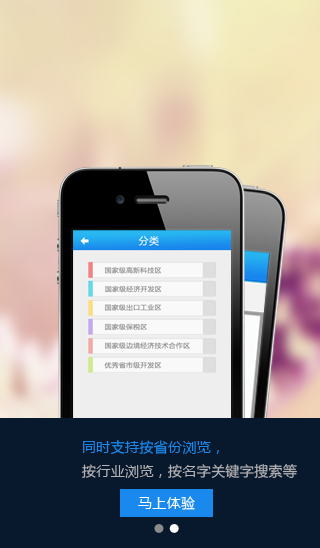 分类
国家级高新科技区
国家级经济开发区
国家级出口工业区
国家级保税区
国家级边境经济技术合作区
优秀省市级开发区
同时支持按省份浏览，
按行业浏览，按名字关键字搜索等
马上体验